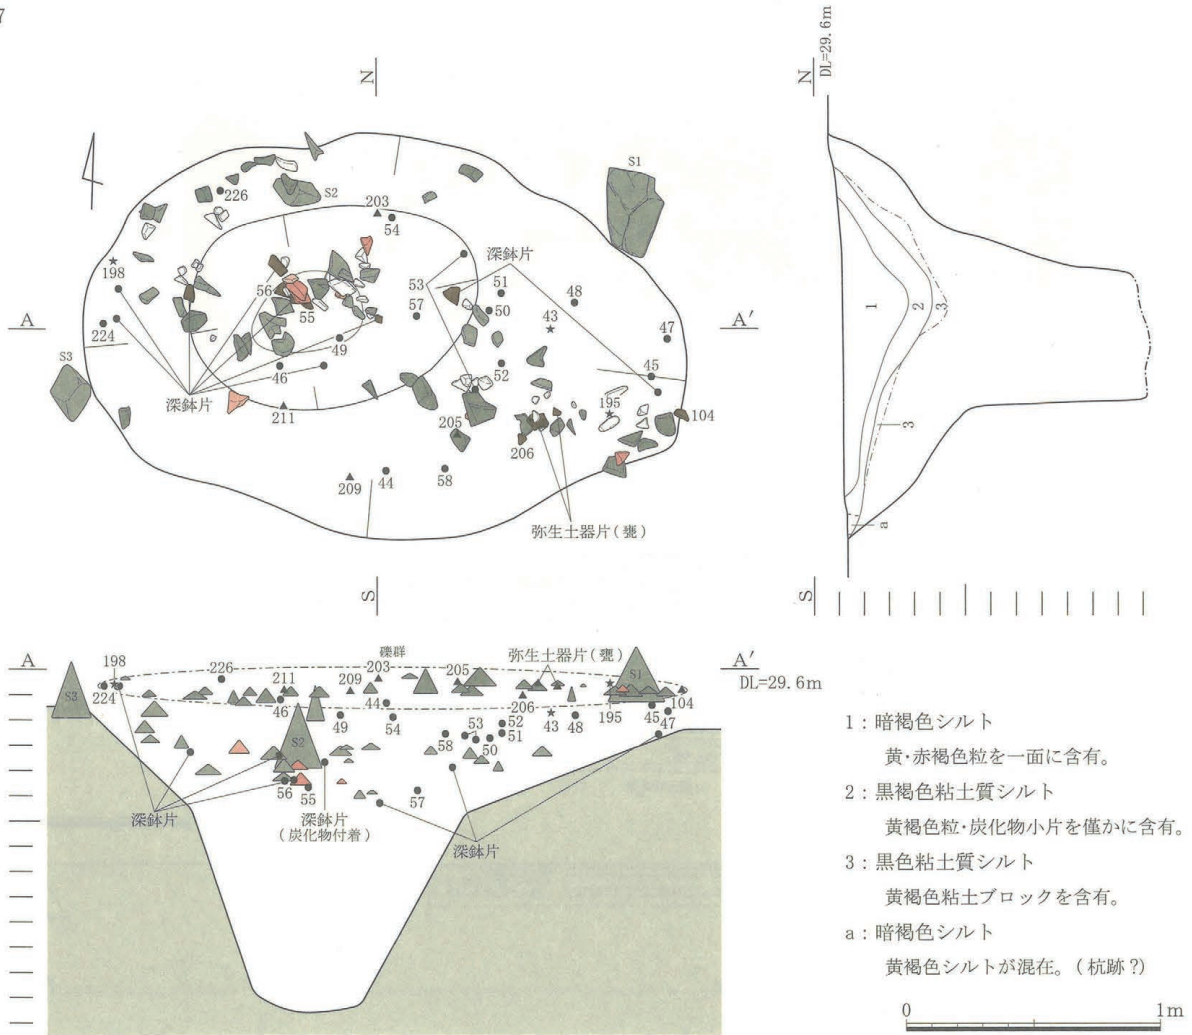 7
N
N
DL=29.6m
S1
S2
226
203
54
198
深鉢片
53
51
56
57
50
48
55
43
A
224
A′
47
49
52
45
S3
46
深鉢片
195
211
205
104
206
209
44
58
弥生土器片(甕)
S
1
2
3
3
a
S
A
198
226
211
203
礫群
205
弥生土器片(甕)
S1
A′
DL=29.6m
S3
224
209
206
195
104
46
44
43
48
45
49
54
52
47
S2
58
53
50
51
56
55
57
深鉢片
深鉢片
(炭化物付着)
深鉢片
1:暗褐色シルト
黄・赤褐色粒を一面に含有。
2:黒褐色粘土質シルト
黄褐色粒・炭化物小片を僅かに含有。
3:黒色粘土質シルト
黄褐色粘土ブロックを含有。
a:暗褐色シルト
黄褐色シルトが混在。(杭跡?)
0
1m